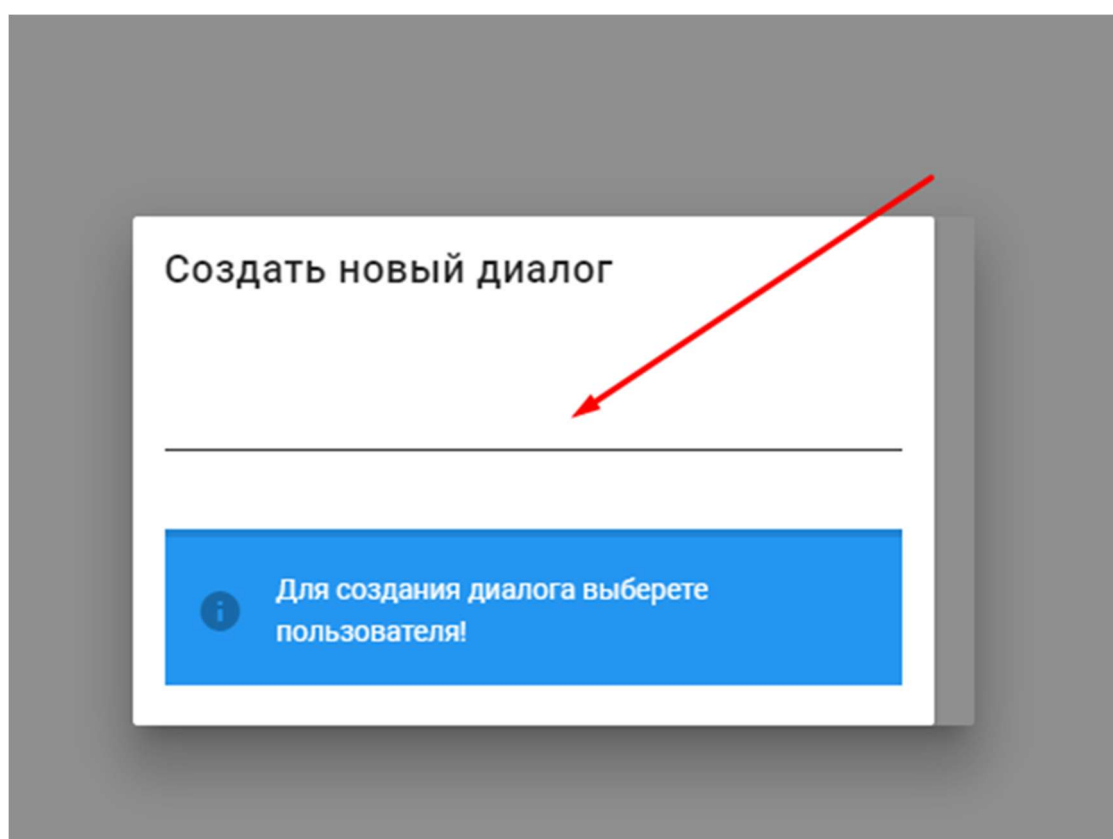 Создать новый диалог
Для создания диалога выберете
пользователя!